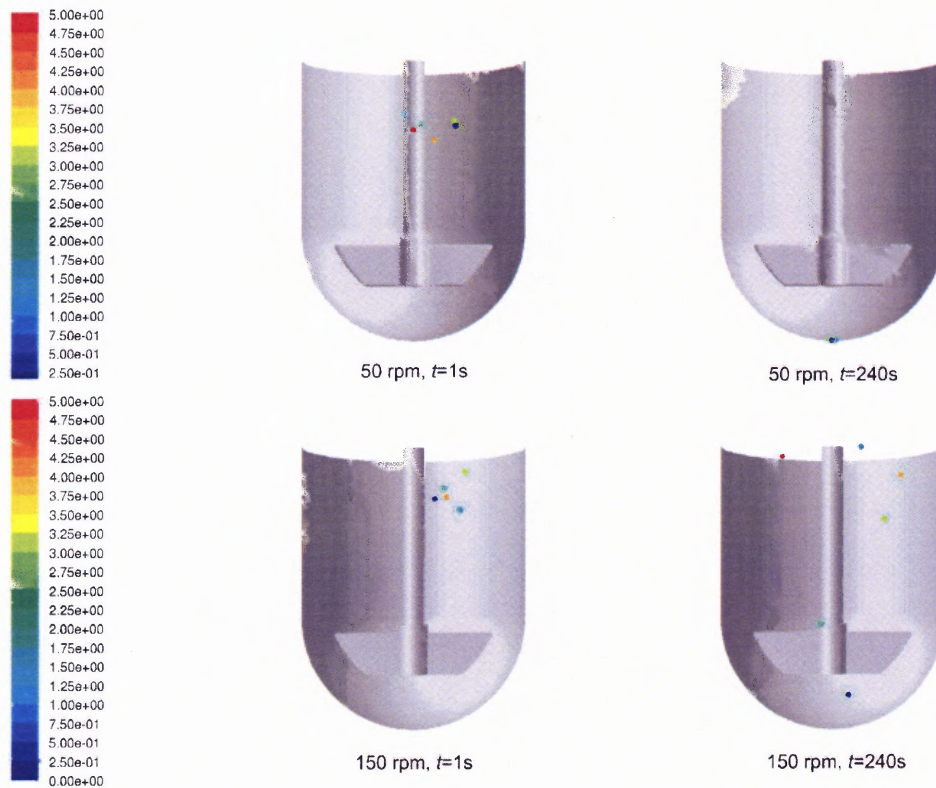 5.00e+00
4.75e+00
4.50e+00
4.25e+00
4.00e+00
3.75e+00
3.50e+00
3.25e+00
3.00e+00
2.75e+00
2.50e+00
2.25e+00
2.00e+00
1.75e+00
1.50e+00
1.25e+00
1.00e+00
7.50e-01
5.00e-01
2.50e-01
50 rpm, t=1s
50 rpm, t=240s
5.00e+00
4.75e+00
4.50e+00
4.25e+00
4.00e+00
3.75e+00
3.50e+00
3.25e+00
3.00e+00
2.75e+00
2.50e+00
2.25e+00
2.00e+00
1.75e+00
1.50e+00
1.25e+00
1.00e+00
7.50e-01
5.00e-01
2.50e-01
0.00e+00
150 rpm, t=1s
150 rpm, t=240s